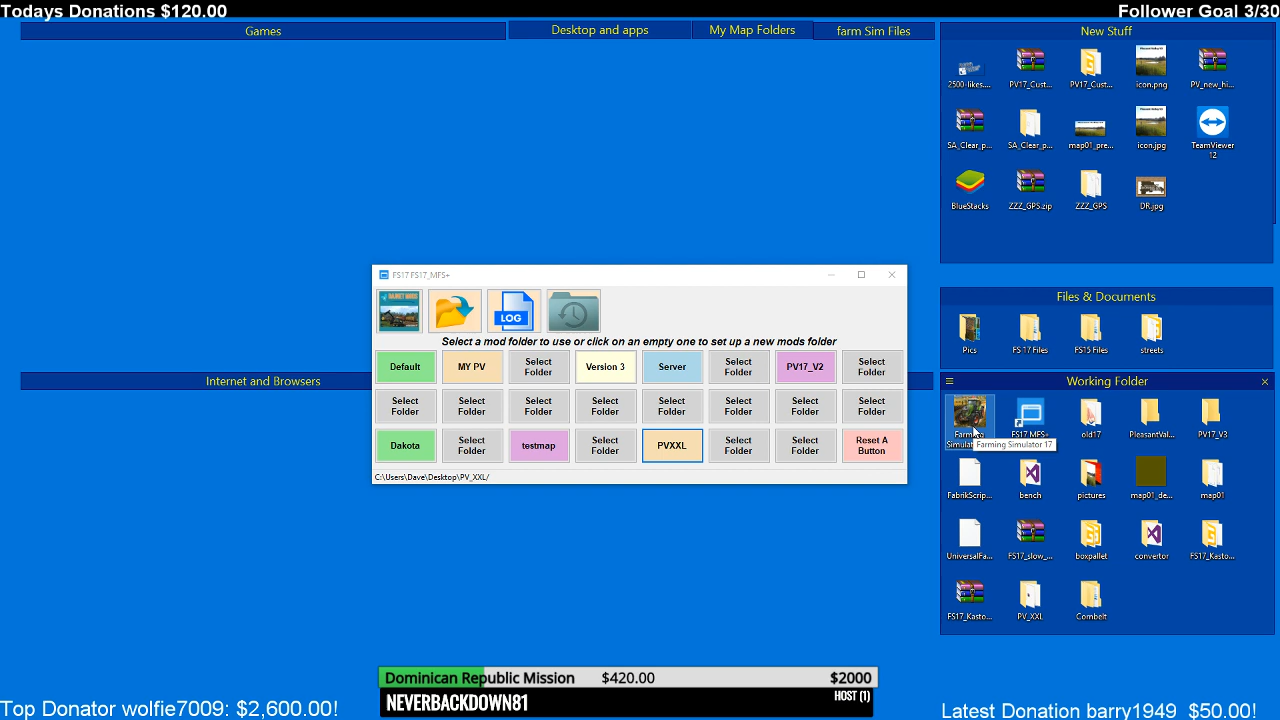 Todays Donations $120.00
Follower Goal 3/30
Games
Desktop and apps
My Map Folders
farm Sim Files
New Stuff
2500-likes....
PV17_Cust...
PV17_Cust...
icon.png
PV_new_hi...
SA_Clear_p...
SA_Clear_p...
map01_pre...
icon.jpg
TeamViewer
12
BlueStacks
ZZZ_GPS.zip
ZZZ_GPS
DR.jpg
FS17 FS17_MFS+
LOG
Select a mod folder to use or click on an empty one to set up a new mods folder
Default
MY PV
Select
Folder
Version 3
Server
Select
Folder
PV17_V2
Select
Folder
Select
Folder
Select
Folder
Select
Folder
Select
Folder
Select
Folder
Select
Folder
Select
Folder
Select
Folder
Dakota
Select
Folder
testmap
Select
Folder
PVXXL
Select
Folder
Select
Folder
Reset A
Button
C:\Users\Dave\Desktop\PV_XXL/
Files & Documents
Pics
FS 17 Files
FS15 Files
streets
Internet and Browsers
Working Folder
Farming
Simulat
Farming Simulator 17
FS17 MFS+
old17
PleasantVal...
PV17_V3
FabrikScrip...
bench
pictures
map01_de...
map01
UniversalFa...
FS17_slow_...
boxpallet
convertor
FS17_Kasto...
FS17_Kasto...
PV_XXL
Combelt
Dominican Republic Mission
$420.00
$2000
NEVERBACKDOWN81
HOST (1)
Top Donator wolfie7009: $2,600.00!
Latest Donation barry1949 $50.00!